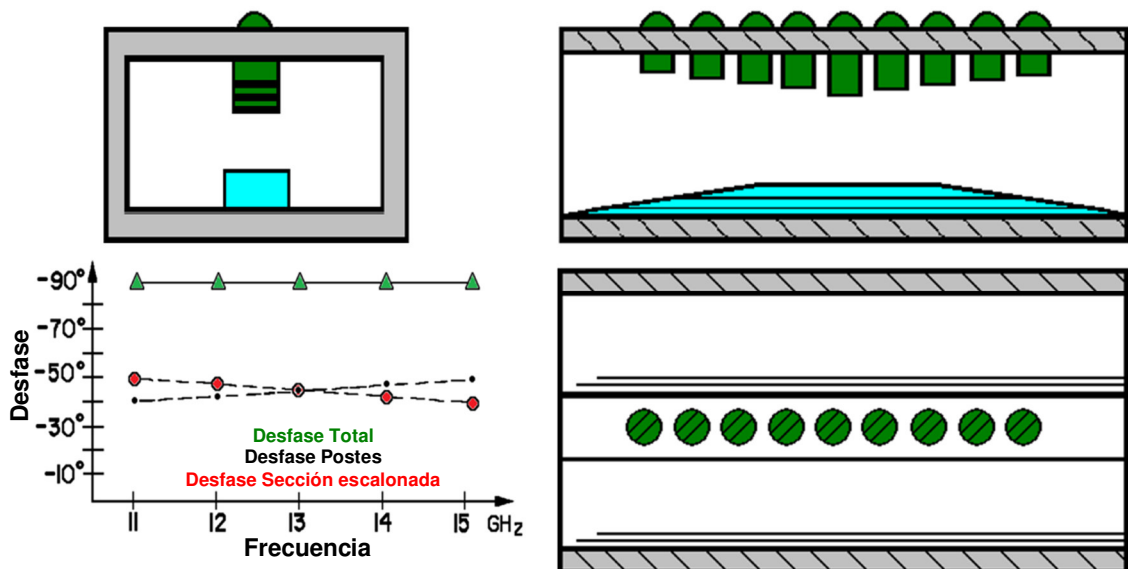 -90°
-70°
-50°
-30°
-10°
Desfase
Desfase Total
Desfase Postes
Desfase Sección escalonada
11 12 13 14 15 GHz
Frecuencia